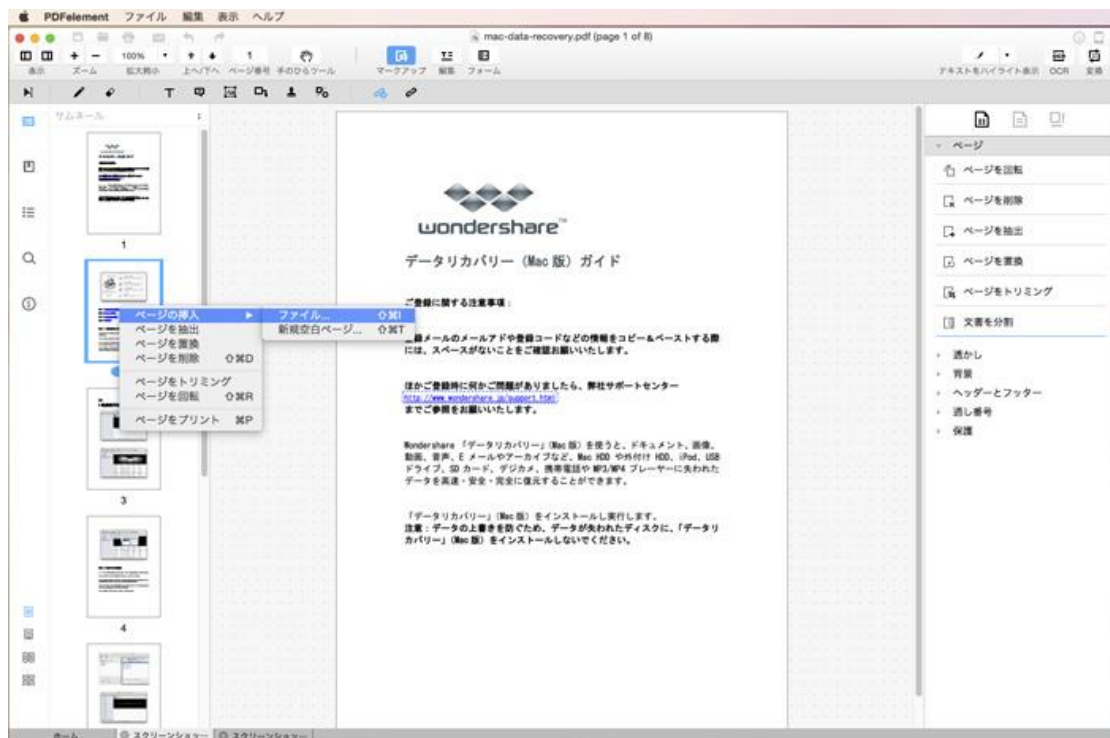 PDFelement ファイル 編集 表示 ヘルプ
mac-data-recovery.pdf (page 1 of 8)
100% 1
表示 ズーム 拡大縮小 上へ/下へ ページ番号 手のひらツール マークアップ 編集 フォーム テキストをハイライト表示 OCR 変換
サムネール
1
3
4
ページの挿入
ページを抽出
ページを置換
ページを削除 ⇧⌘D
ページをトリミング
ページを回転 ⇧⌘R
ページをプリント ⌘P
ファイル... ⇧⌘I
新規空白ページ... ⇧⌘T
wondershare™
データリカバリー（Mac 版）ガイド
ご登録に関する注意事項：
登録メールのメールアドや登録コードなどの情報をコピー&ペーストする際
には、スペースがないことをご確認お願いいたします。
ほかご登録時に何かご問題がありましたら、弊社サポートセンター
http://www.wondershare.jp/support.html
までご参照をお願いいたします。
Wondershare 「データリカバリー」(Mac 版) を使うと、ドキュメント、画像、
動画、音声、E メールやアーカイブなど、Mac HDD や外付け HDD、iPod、USB
ドライブ、SD カード、デジカメ、携帯電話や MP3/MP4 プレーヤーに失われた
データを高速・安全・完全に復元することができます。
「データリカバリー」(Mac 版) をインストールし実行します。
注意：データの上書きを防ぐため、データが失われたディスクに、「データリ
カバリー」(Mac 版) をインストールしないでください。
ページ
ページを回転
ページを削除
ページを抽出
ページを置換
ページをトリミング
文書を分割
透かし
背景
ヘッダーとフッター
通し番号
保護
ホーム